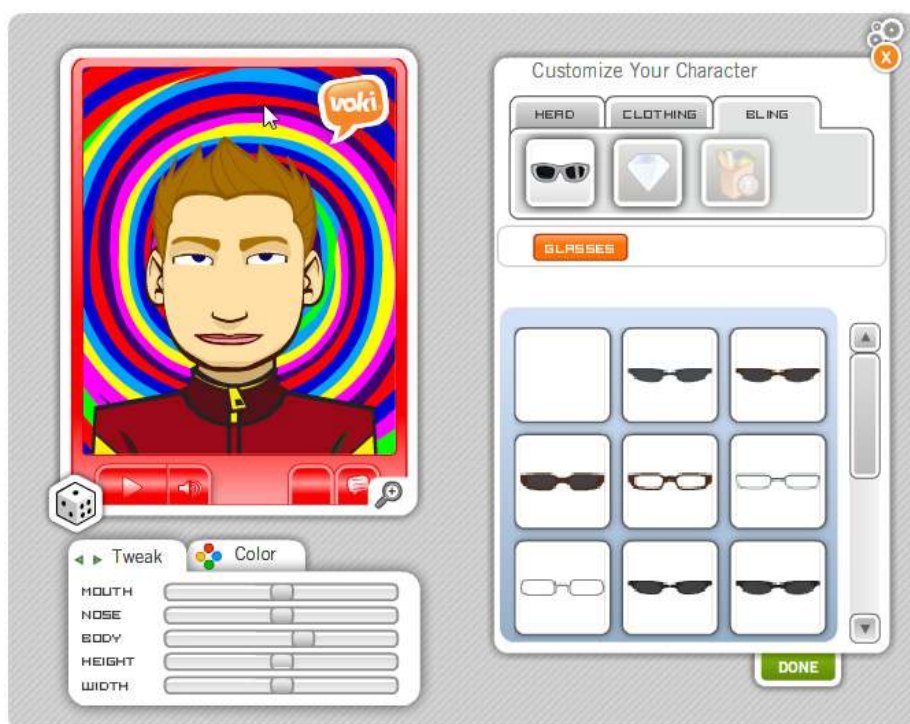 voki
Customize Your Character
HEAD
CLOTHING
BLING
GLASSES
Tweak
Color
MOUTH
NOSE
BODY
HEIGHT
WIDTH
X
DONE